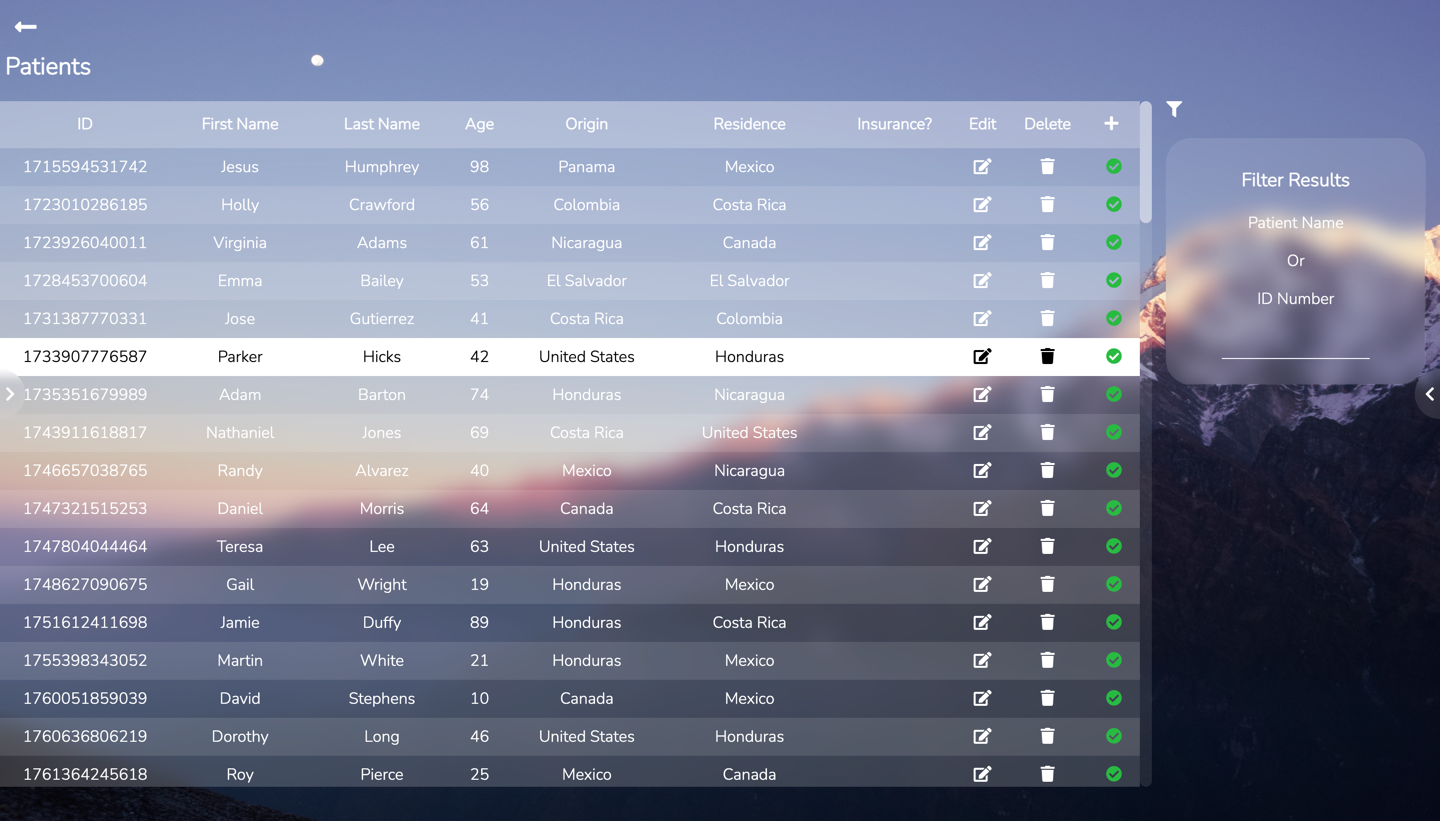 Patients
ID First Name Last Name Age Origin Residence Insurance? Edit Delete
1715594531742 Jesus Humphrey 98 Panama Mexico
1723010286185 Holly Crawford 56 Colombia Costa Rica
1723926040011 Virginia Adams 61 Nicaragua Canada
1728453700604 Emma Bailey 53 El Salvador El Salvador
1731387770331 Jose Gutierrez 41 Costa Rica Colombia
1733907776587 Parker Hicks 42 United States Honduras
1735351679989 Adam Barton 74 Honduras Nicaragua
1743911618817 Nathaniel Jones 69 Costa Rica United States
1746657038765 Randy Alvarez 40 Mexico Nicaragua
1747321515253 Daniel Morris 64 Canada Costa Rica
1747804044464 Teresa Lee 63 United States Honduras
1748627090675 Gail Wright 19 Honduras Mexico
1751612411698 Jamie Duffy 89 Honduras Costa Rica
1755398343052 Martin White 21 Honduras Mexico
1760051859039 David Stephens 10 Canada Mexico
1760636806219 Dorothy Long 46 United States Honduras
1761364245618 Roy Pierce 25 Mexico Canada
Filter Results
Patient Name
Or
ID Number